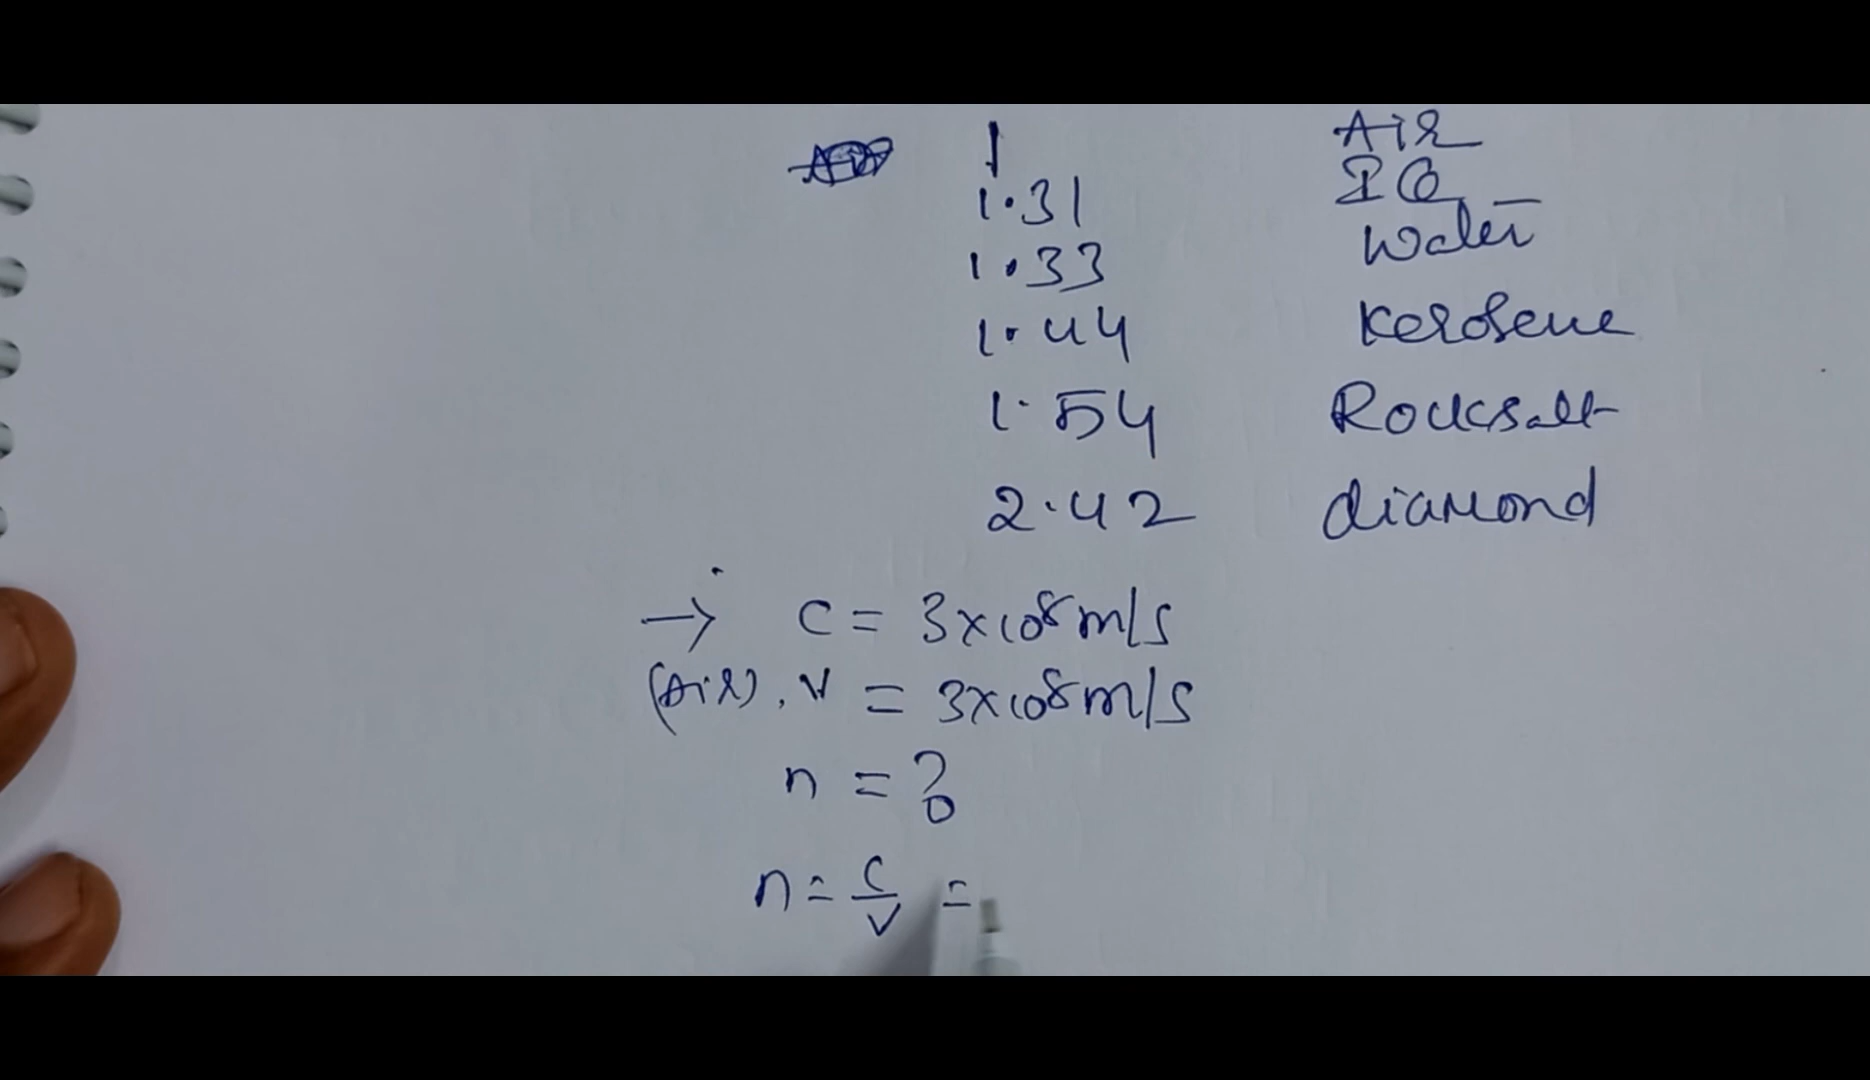 1 Air
1.31 Ice
1.33 Water
1.44 Kerosene
1.54 Rocksalt
2.42 diamond
→ c = 3×10⁸ m/s
(Air), v = 3×10⁸ m/s
n = ?
n = c/v =